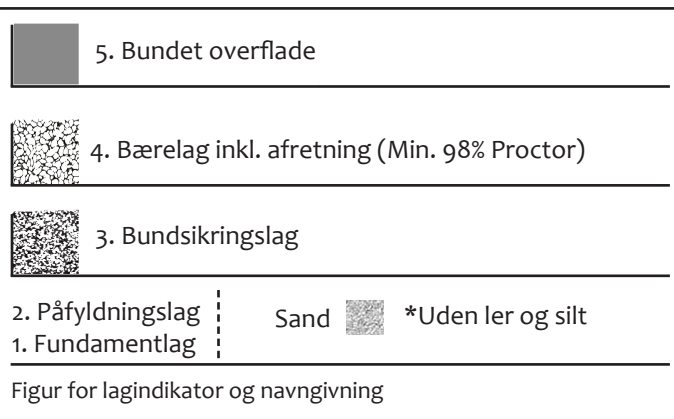 5. Bundet overflade
4. Bærelag inkl. afretning (Min. 98% Proctor)
3. Bundsikringslag
2. Påfyldningslag
1. Fundamentlag
Sand *Uden ler og silt
Figur for lagindikator og navngivning